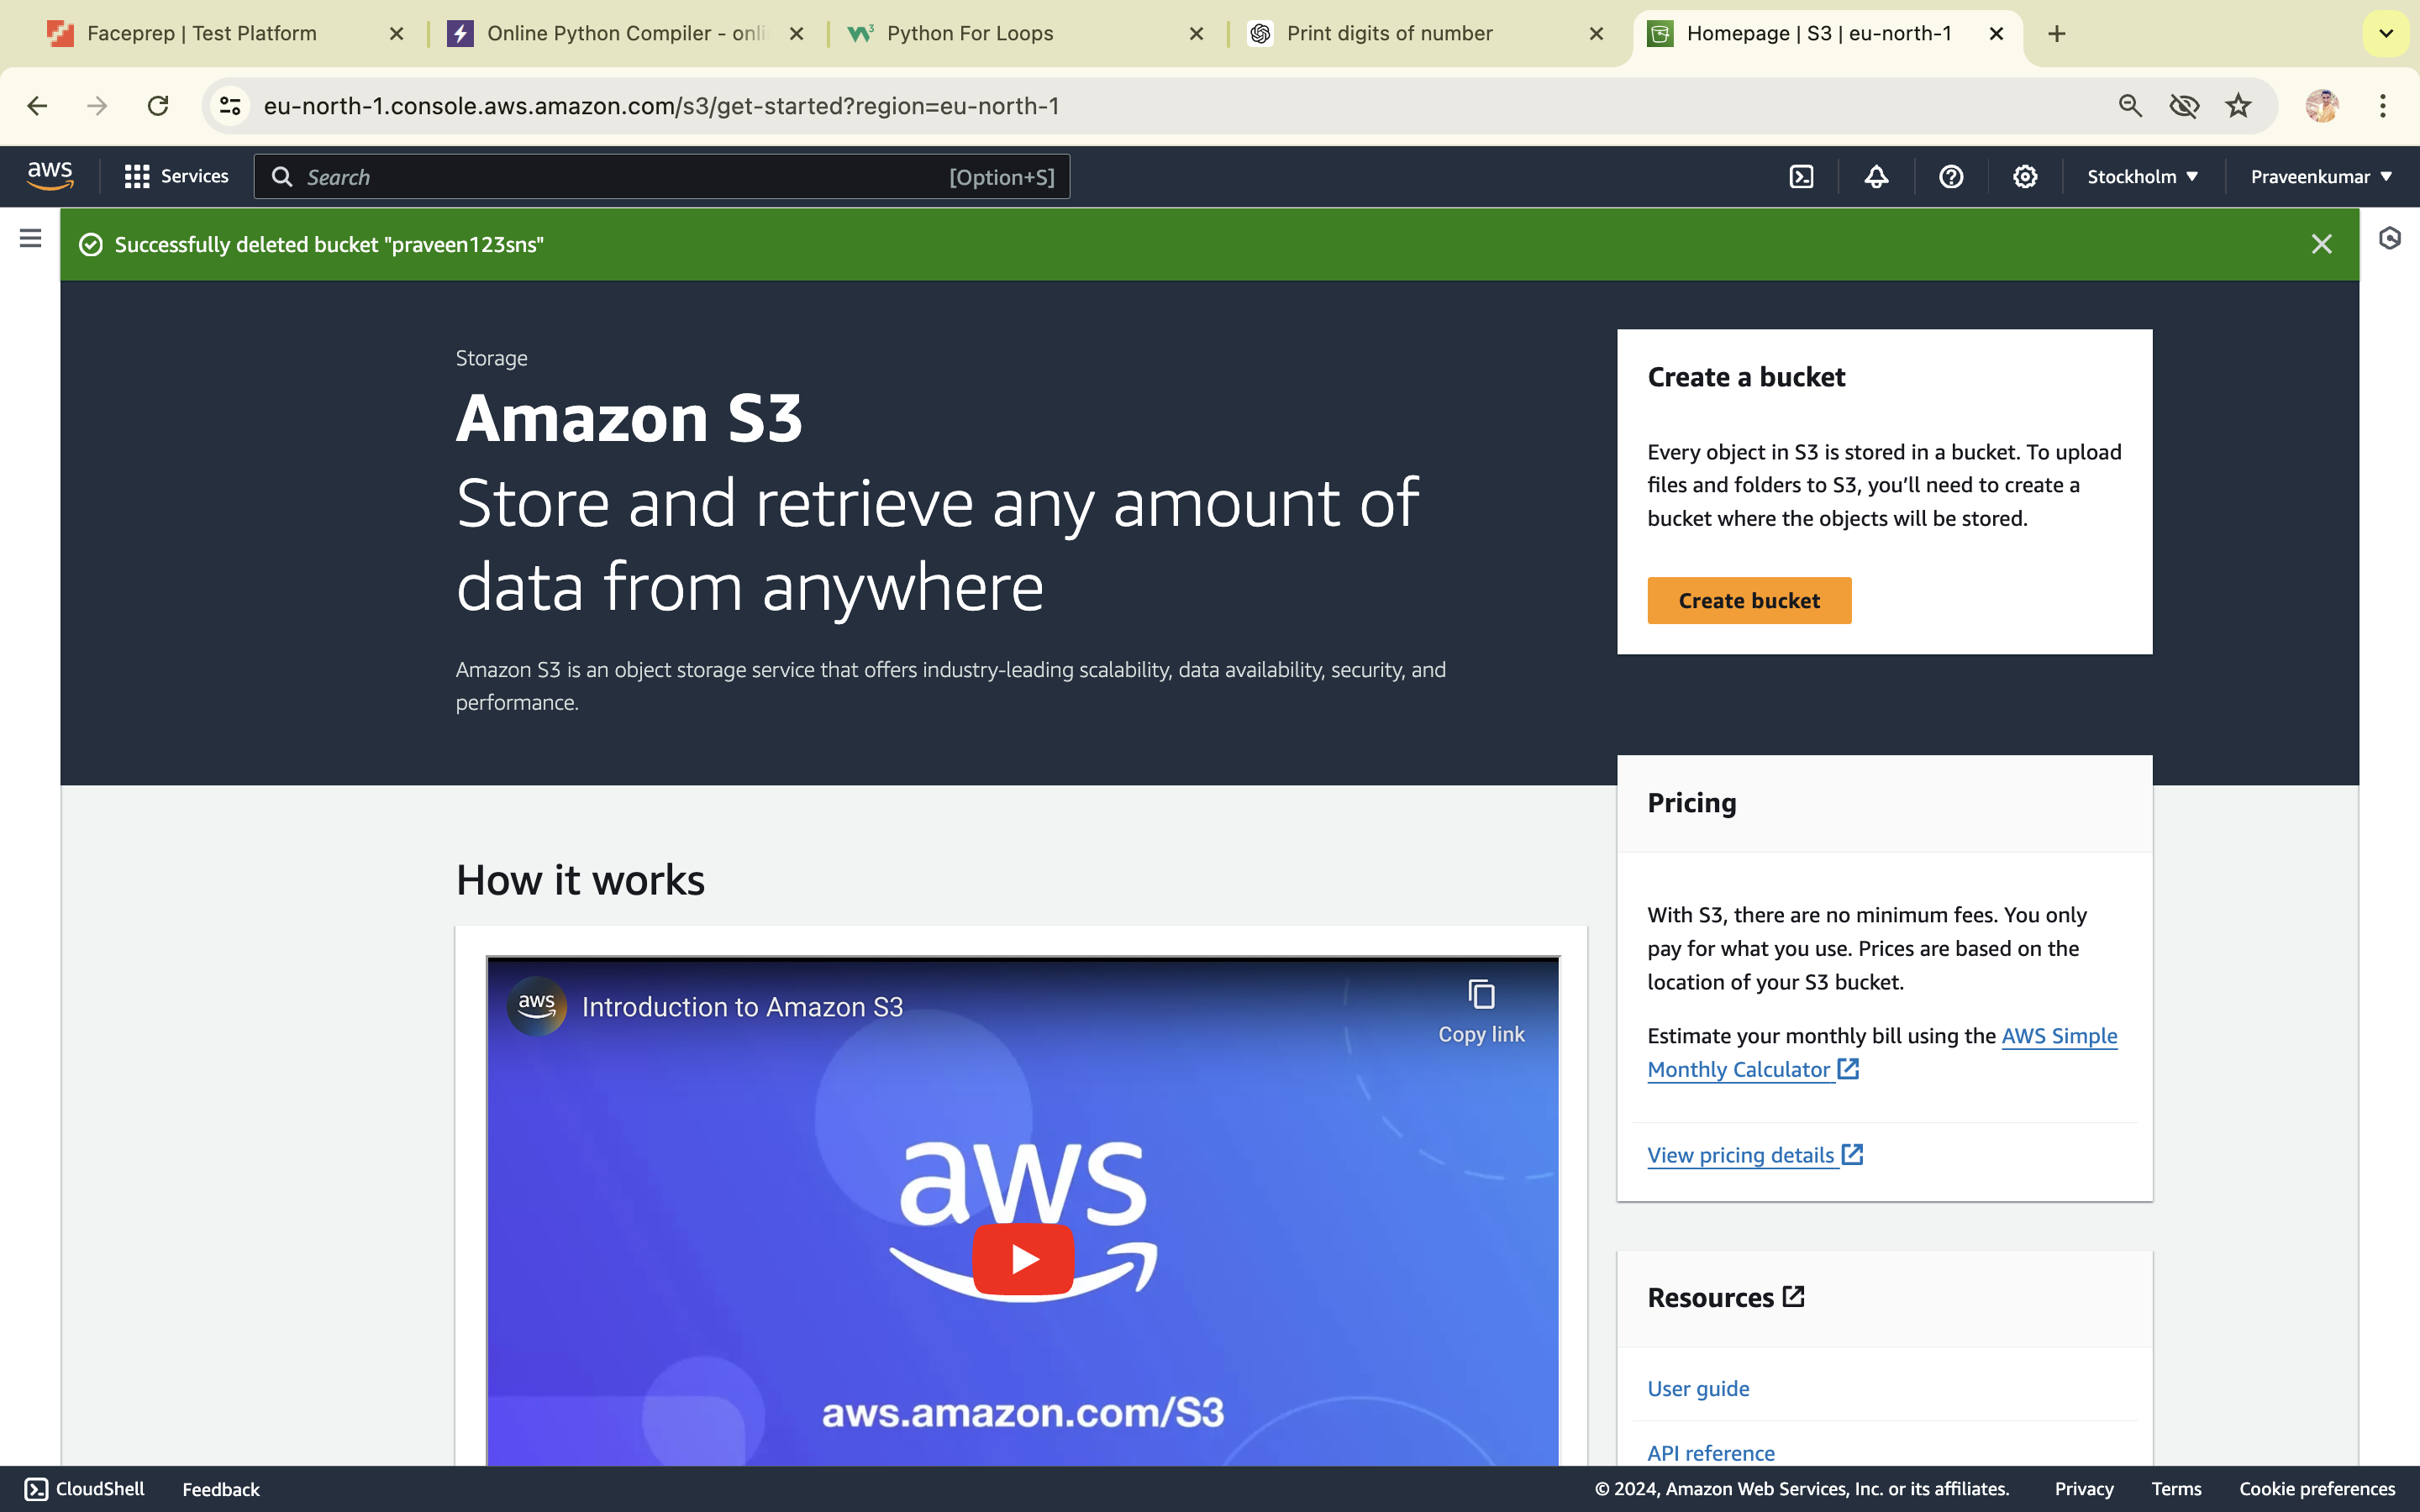 Faceprep | Test Platform
Online Python Compiler - onli
Python For Loops
Print digits of number
Homepage | S3 | eu-north-1
eu-north-1.console.aws.amazon.com/s3/get-started?region=eu-north-1
aws
Services
Search
[Option+S]
Stockholm
Praveenkumar
Successfully deleted bucket "praveen123sns"
Storage
Amazon S3
Store and retrieve any amount of
data from anywhere
Amazon S3 is an object storage service that offers industry-leading scalability, data availability, security, and
performance.
Create a bucket
Every object in S3 is stored in a bucket. To upload
files and folders to S3, you'll need to create a
bucket where the objects will be stored.
Create bucket
How it works
aws
Introduction to Amazon S3
Copy link
aws
aws.amazon.com/S3
Pricing
With S3, there are no minimum fees. You only
pay for what you use. Prices are based on the
location of your S3 bucket.
Estimate your monthly bill using the AWS Simple
Monthly Calculator
View pricing details
Resources
User guide
API reference
CloudShell
Feedback
© 2024, Amazon Web Services, Inc. or its affiliates.
Privacy
Terms
Cookie preferences